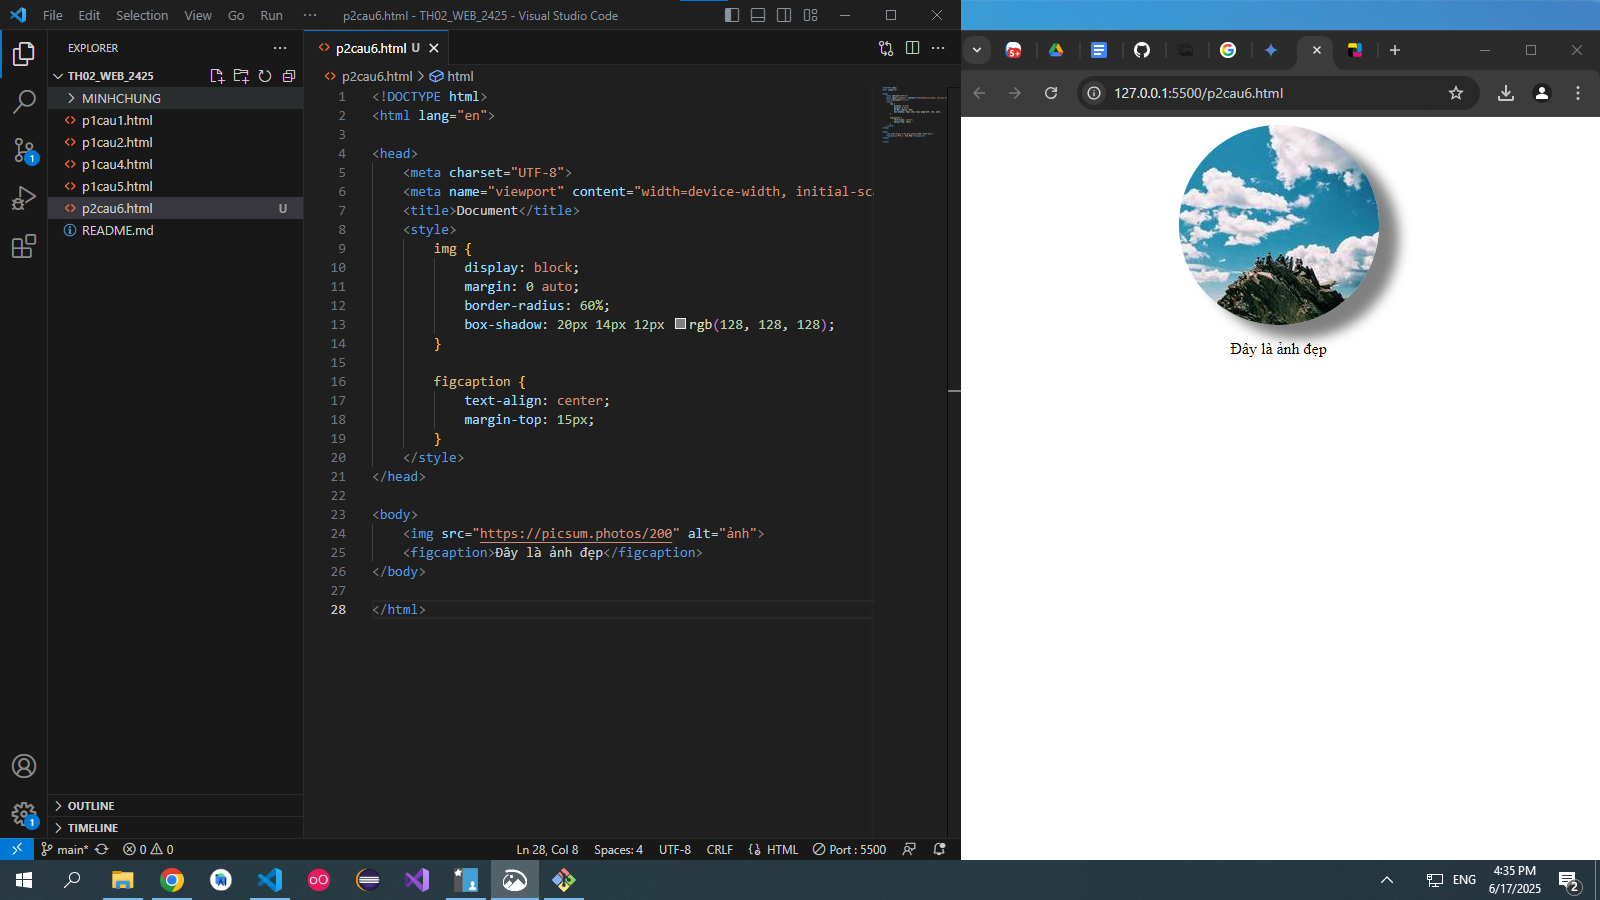 File Edit Selection View Go Run ··· p2cau6.html - TH02_WEB_2425 - Visual Studio Code
EXPLORER
TH02_WEB_2425
MINHCHUNG
p1cau1.html
p1cau2.html
p1cau4.html
p1cau5.html
p2cau6.html U
README.md
OUTLINE
TIMELINE
p2cau6.html U
p2cau6.html > html
1 <!DOCTYPE html>
2 <html lang="en">
3
4 <head>
5 <meta charset="UTF-8">
6 <meta name="viewport" content="width=device-width, initial-sca
7 <title>Document</title>
8 <style>
9 img {
10 display: block;
11 margin: 0 auto;
12 border-radius: 60%;
13 box-shadow: 20px 14px 12px rgb(128, 128, 128);
14 }
15
16 figcaption {
17 text-align: center;
18 margin-top: 15px;
19 }
20 </style>
21 </head>
22
23 <body>
24 <img src="https://picsum.photos/200" alt="ảnh">
25 <figcaption>Đây là ảnh đẹp</figcaption>
26 </body>
27
28 </html>
1
1
main* 0 0 Ln 28, Col 8 Spaces: 4 UTF-8 CRLF HTML Port : 5500
127.0.0.1:5500/p2cau6.html
Đây là ảnh đẹp
ENG
4:35 PM
6/17/2025
2